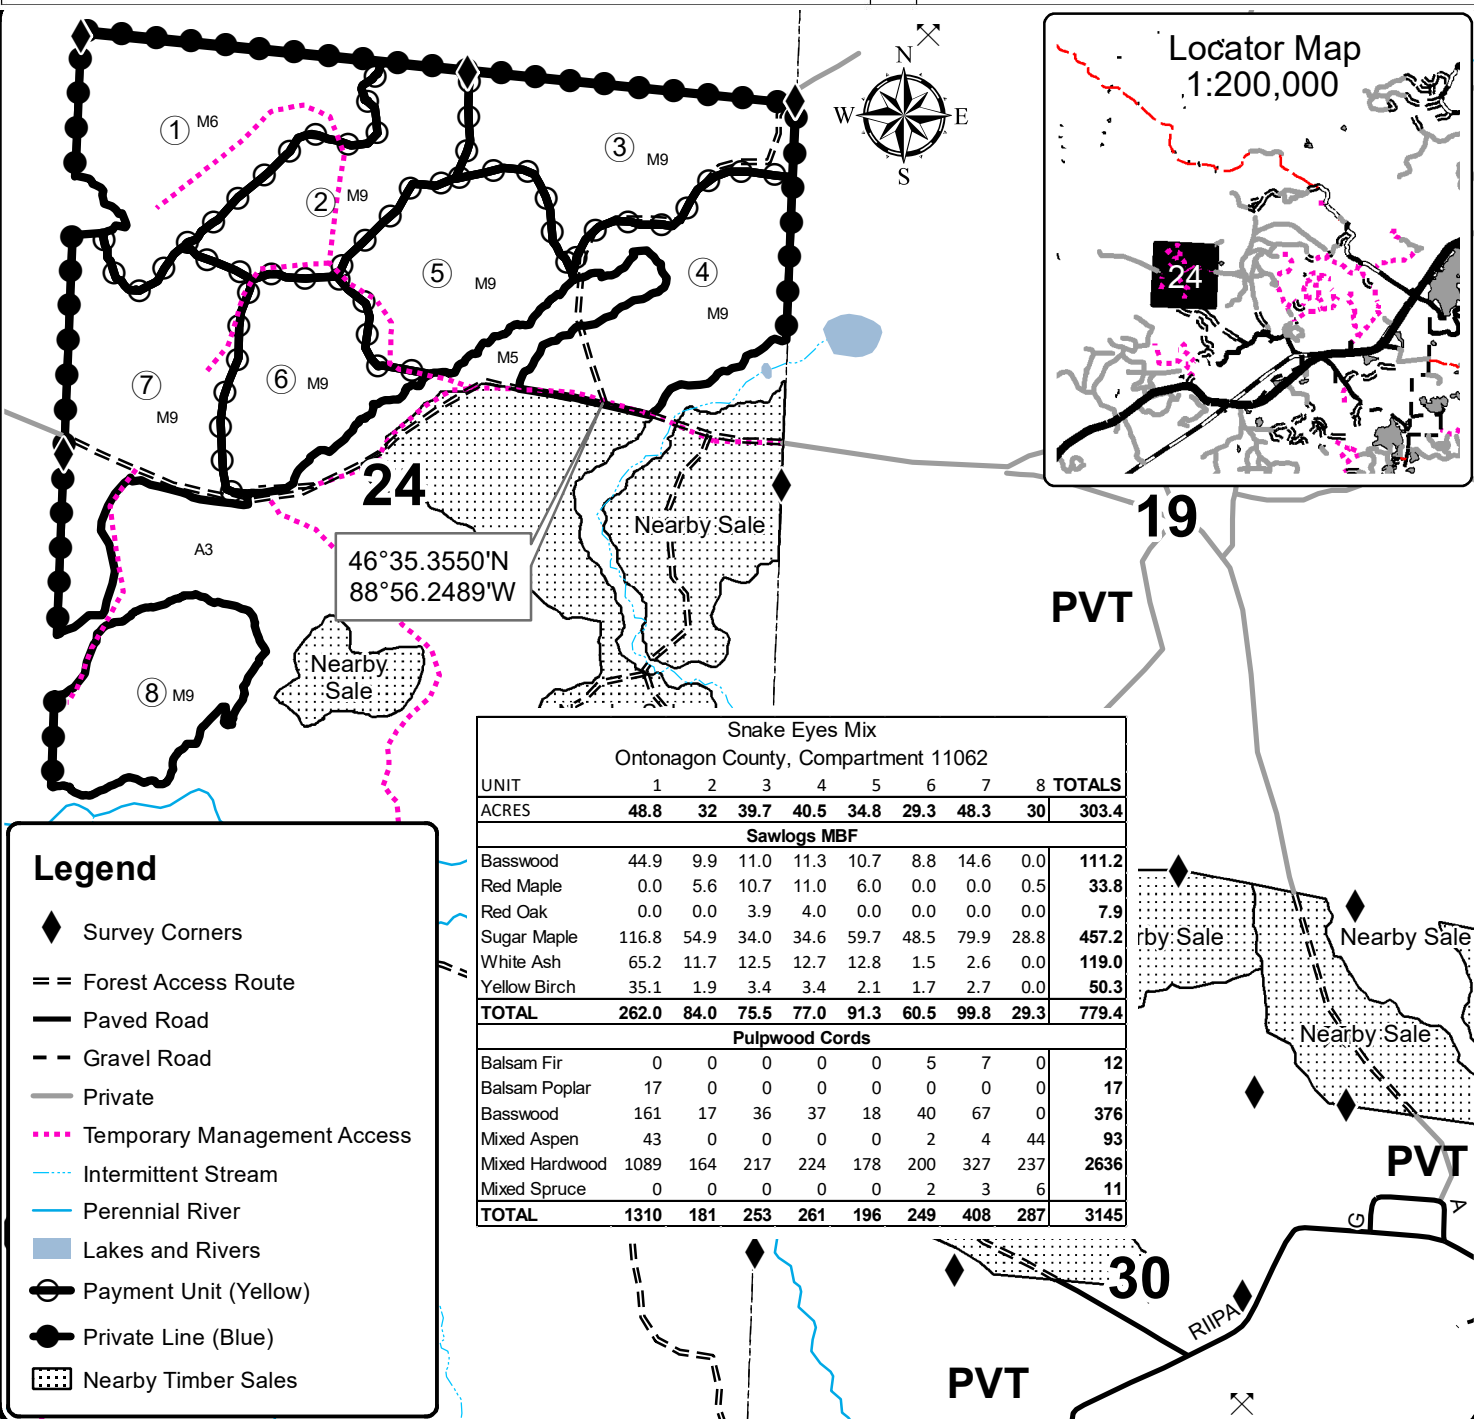 N
W E
S
Locator Map
1:200,000
24
1 M6
2 M9
3 M9
4
M9
5
M9
6 M9
7
M9
M5
24
A3
8 M9
46°35.3550'N
88°56.2489'W
Nearby Sale
Nearby
Sale
19
PVT
Snake Eyes Mix
Ontonagon County, Compartment 11062
UNIT 1 2 3 4 5 6 7 8 TOTALS
ACRES 48.8 32 39.7 40.5 34.8 29.3 48.3 30 303.4
Sawlogs MBF
Basswood 44.9 9.9 11.0 11.3 10.7 8.8 14.6 0.0 111.2
Red Maple 0.0 5.6 10.7 11.0 6.0 0.0 0.0 0.5 33.8
Red Oak 0.0 0.0 3.9 4.0 0.0 0.0 0.0 0.0 7.9
Sugar Maple 116.8 54.9 34.0 34.6 59.7 48.5 79.9 28.8 457.2
White Ash 65.2 11.7 12.5 12.7 12.8 1.5 2.6 0.0 119.0
Yellow Birch 35.1 1.9 3.4 3.4 2.1 1.7 2.7 0.0 50.3
TOTAL 262.0 84.0 75.5 77.0 91.3 60.5 99.8 29.3 779.4
Pulpwood Cords
Balsam Fir 0 0 0 0 0 5 7 0 12
Balsam Poplar 17 0 0 0 0 0 0 0 17
Basswood 161 17 36 37 18 40 67 0 376
Mixed Aspen 43 0 0 0 0 2 4 44 93
Mixed Hardwood 1089 164 217 224 178 200 327 237 2636
Mixed Spruce 0 0 0 0 0 2 3 6 11
TOTAL 1310 181 253 261 196 249 408 287 3145
Legend
Survey Corners
Forest Access Route
Paved Road
Gravel Road
Private
Temporary Management Access
Intermittent Stream
Perennial River
Lakes and Rivers
Payment Unit (Yellow)
Private Line (Blue)
Nearby Timber Sales
rby Sale
Nearby Sale
Nearby Sale
PVT
G A
30
RIIPA
PVT